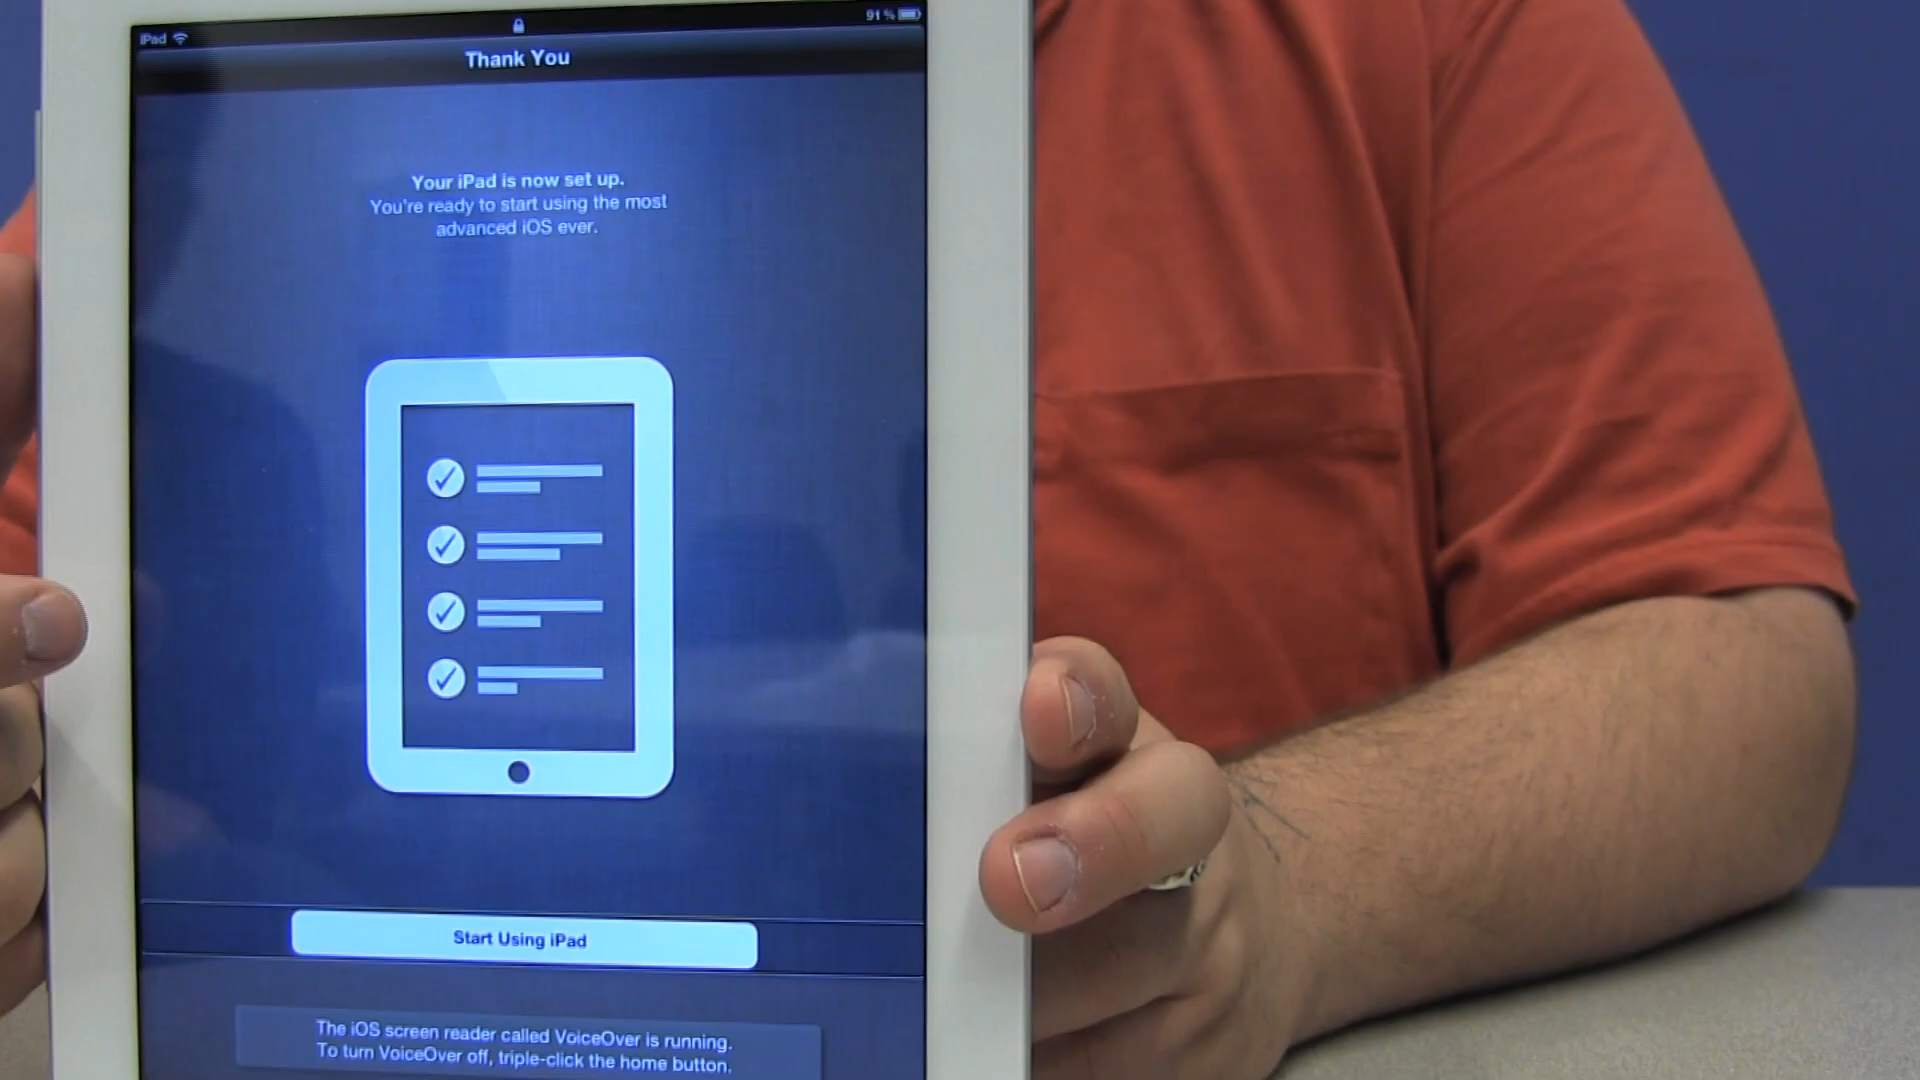 iPad
91%
Thank You
Your iPad is now set up.
You're ready to start using the most
advanced iOS ever.
Start Using iPad
The iOS screen reader called VoiceOver is running.
To turn VoiceOver off, triple-click the home button.